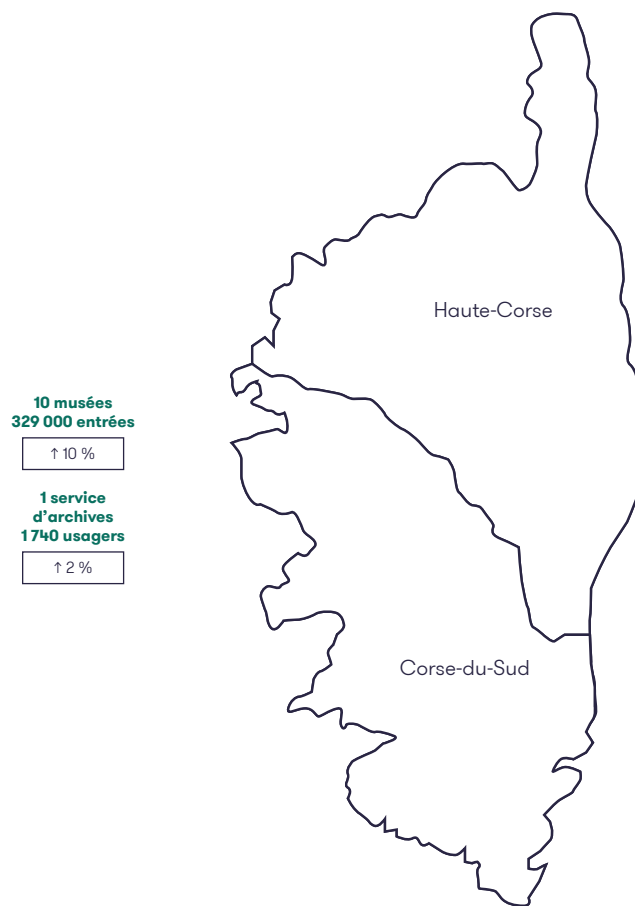 Haute-Corse
10 musées
329 000 entrées
↑ 10 %
1 service
d'archives
1 740 usagers
↑ 2 %
Corse-du-Sud